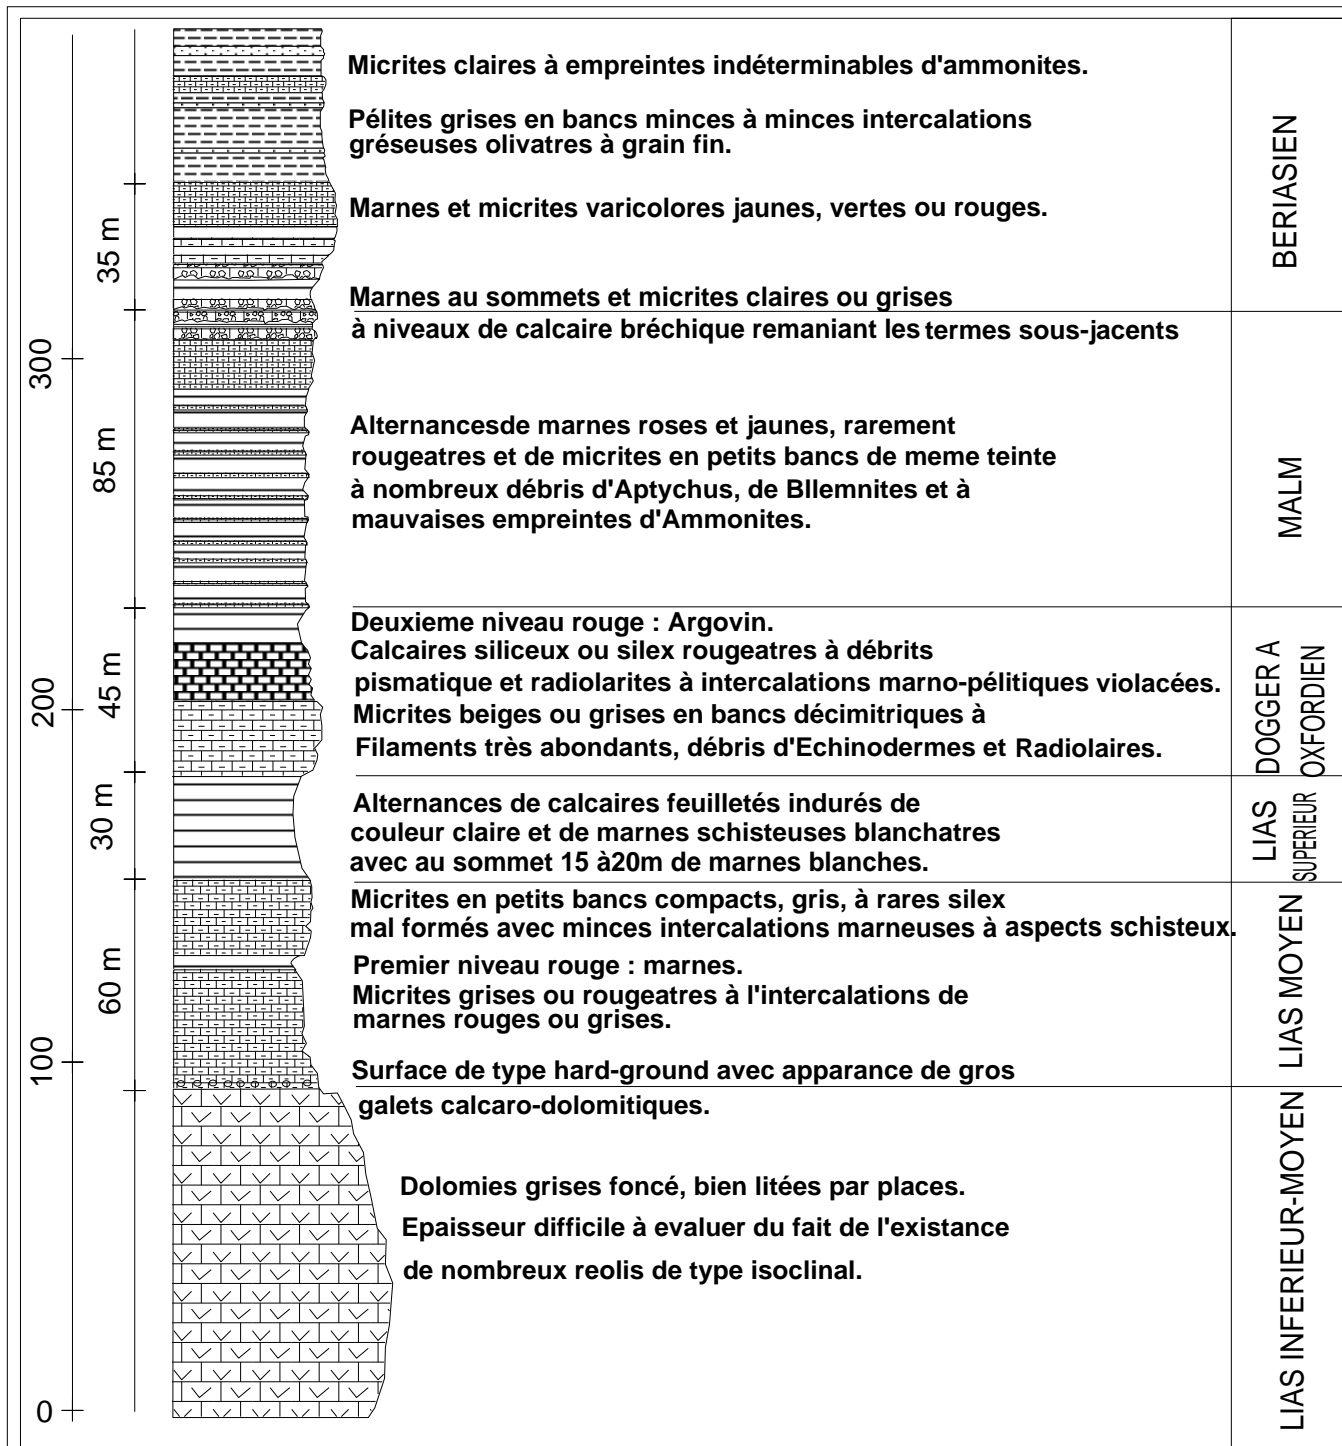 Micrites claires à empreintes indéterminables d'ammonites.
Pélites grises en bancs minces à minces intercalations
gréseuses olivatres à grain fin.
Marnes et micrites varicolores jaunes, vertes ou rouges.
Marnes au sommets et micrites claires ou grises
à niveaux de calcaire bréchique remaniant les termes sous-jacents
Alternancesde marnes roses et jaunes, rarement
rougeatres et de micrites en petits bancs de meme teinte
à nombreux débris d'Aptychus, de Bllemnites et à
mauvaises empreintes d'Ammonites.
Deuxieme niveau rouge : Argovin.
Calcaires siliceux ou silex rougeatres à débrits
pismatique et radiolarites à intercalations marno-pélitiques violacées.
Micrites beiges ou grises en bancs décimitriques à
Filaments très abondants, débris d'Echinodermes et Radiolaires.
Alternances de calcaires feuilletés indurés de
couleur claire et de marnes schisteuses blanchatres
avec au sommet 15 à20m de marnes blanches.
Micrites en petits bancs compacts, gris, à rares silex
mal formés avec minces intercalations marneuses à aspects schisteux.
Premier niveau rouge : marnes.
Micrites grises ou rougeatres à l'intercalations de
marnes rouges ou grises.
Surface de type hard-ground avec apparance de gros
galets calcaro-dolomitiques.
Dolomies grises foncé, bien litées par places.
Epaisseur difficile à evaluer du fait de l'existance
de nombreux reolis de type isoclinal.
300
200
100
0
35 m
85 m
45 m
30 m
60 m
BERIASIEN
MALM
DOGGER A
OXFORDIEN
LIAS
SUPERIEUR
LIAS MOYEN
LIAS INFERIEUR-MOYEN